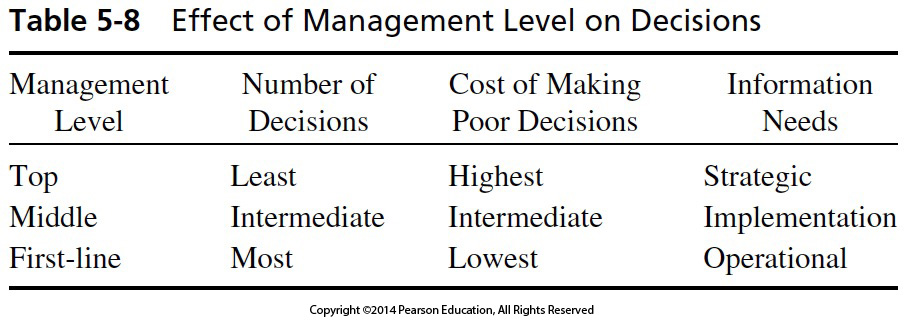 Table 5-8 Effect of Management Level on Decisions
Management Number of Cost of Making Information
Level Decisions Poor Decisions Needs
Top Least Highest Strategic
Middle Intermediate Intermediate Implementation
First-line Most Lowest Operational
Copyright ©2014 Pearson Education, All Rights Reserved